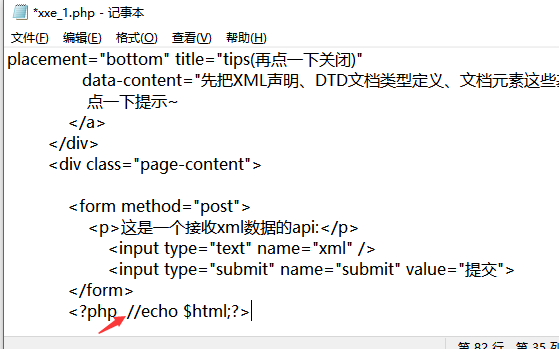 *xxe_1.php - 记事本
文件(F) 编辑(E) 格式(O) 查看(V) 帮助(H)
placement="bottom" title="tips(再点一下关闭)"
data-content="先把XML声明、DTD文档类型定义、文档元素这些
点一下提示~
</a>
</div>
<div class="page-content">
<form method="post">
<p>这是一个接收xml数据的api:</p>
<input type="text" name="xml" />
<input type="submit" name="submit" value="提交">
</form>
<?php //echo $html;?>
第 82 行, 第 35 列